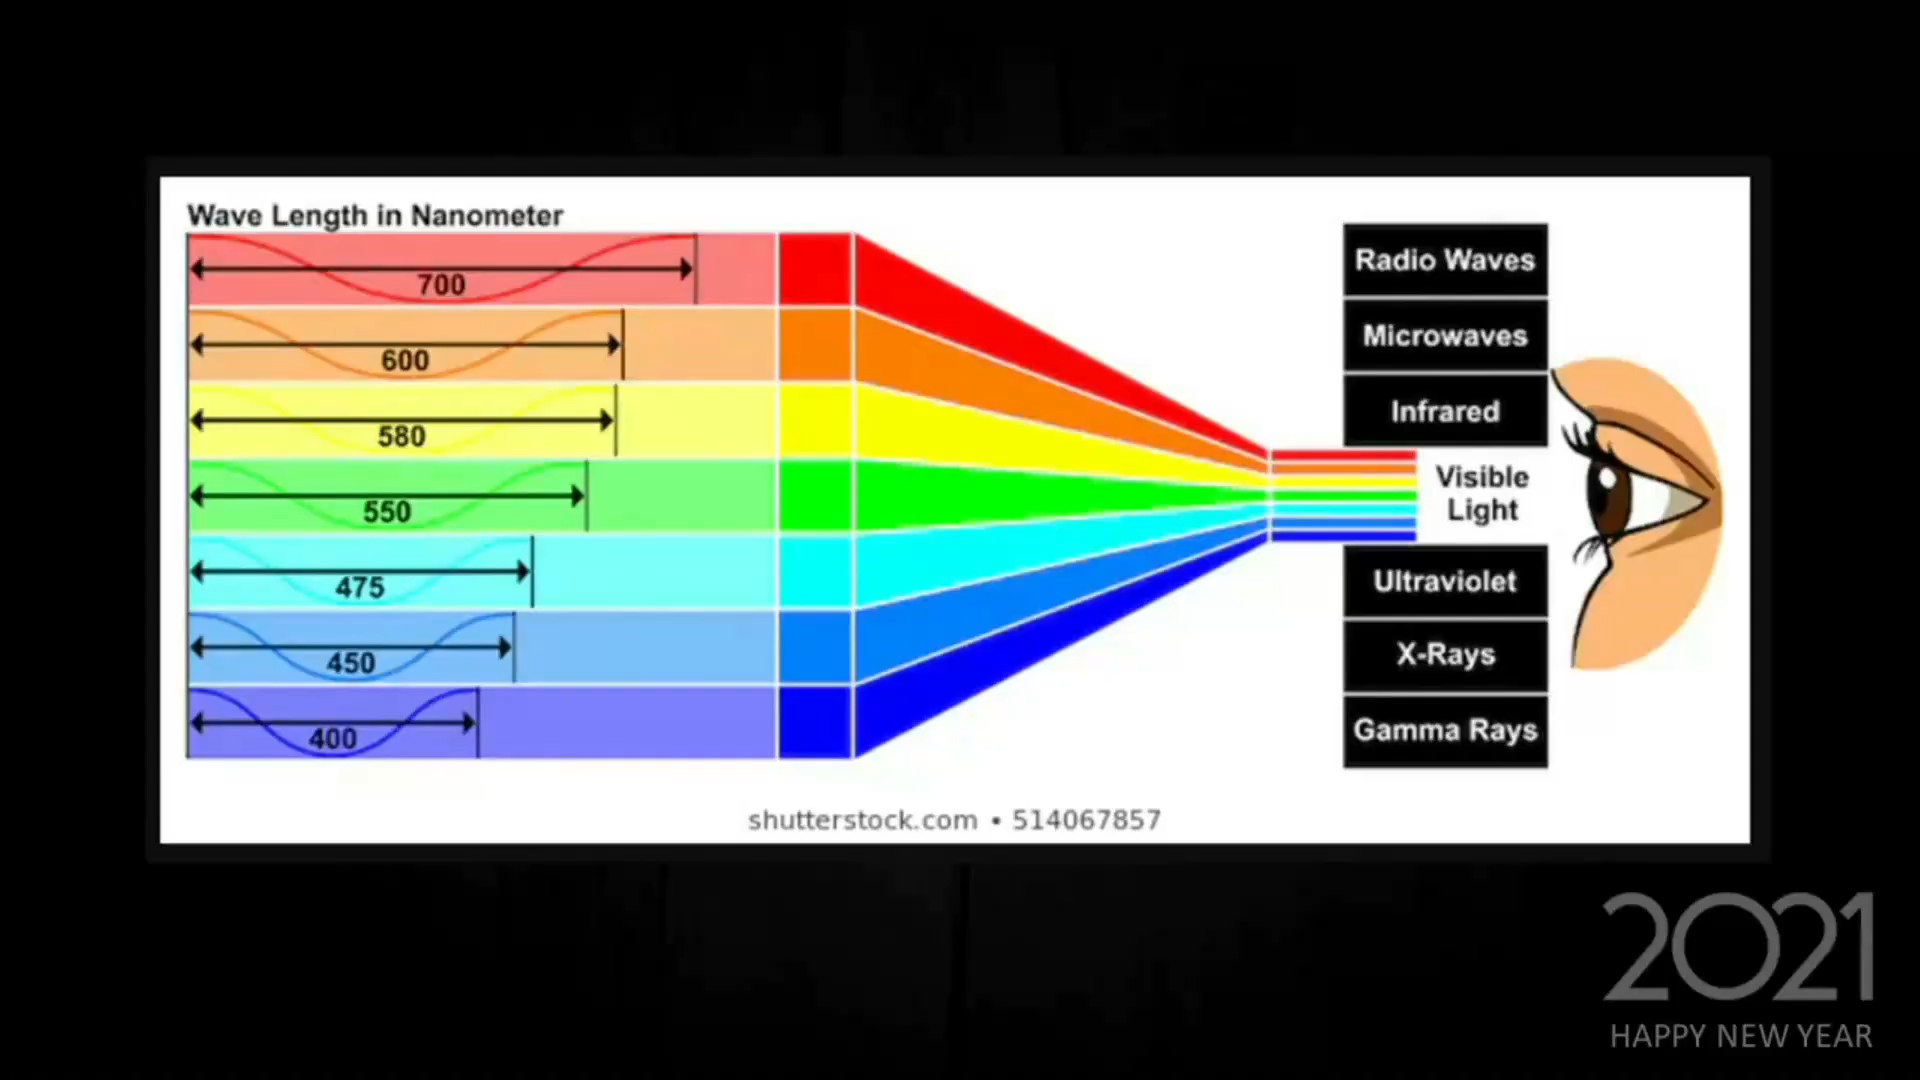 Wave Length in Nanometer
700
600
580
550
475
450
400
Radio Waves
Microwaves
Infrared
Visible
Light
Ultraviolet
X-Rays
Gamma Rays
shutterstock.com • 514067857
2021
HAPPY NEW YEAR